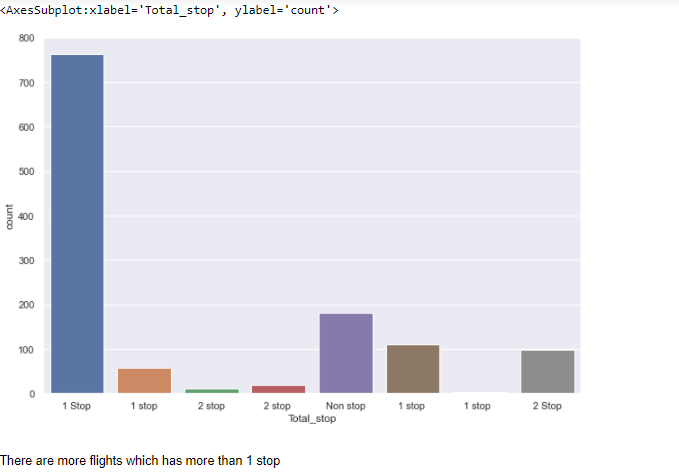 <AxesSubplot:xlabel='Total_stop', ylabel='count'>
800
700
600
500
400
300
200
100
0
count
1 Stop 1 stop 2 stop 2 stop Non stop 1 stop 1 stop 2 Stop
Total_stop
There are more flights which has more than 1 stop